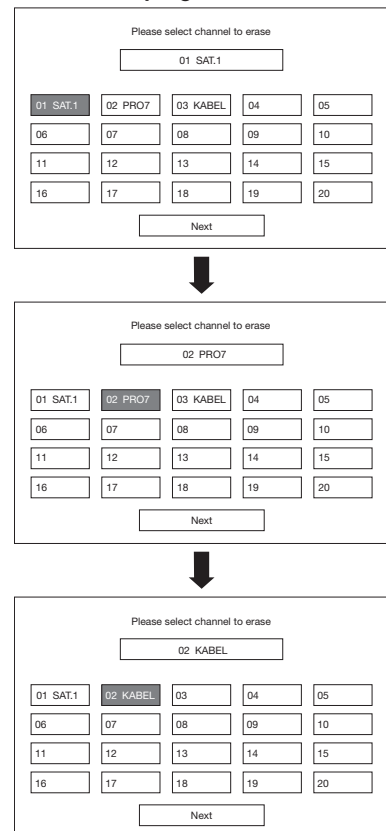 Please select channel to erase
01 SAT.1
01 SAT.1 02 PRO7 03 KABEL 04 05
06 07 08 09 10
11 12 13 14 15
16 17 18 19 20
Next
Please select channel to erase
02 PRO7
01 SAT.1 02 PRO7 03 KABEL 04 05
06 07 08 09 10
11 12 13 14 15
16 17 18 19 20
Next
Please select channel to erase
02 KABEL
01 SAT.1 02 KABEL 03 04 05
06 07 08 09 10
11 12 13 14 15
16 17 18 19 20
Next